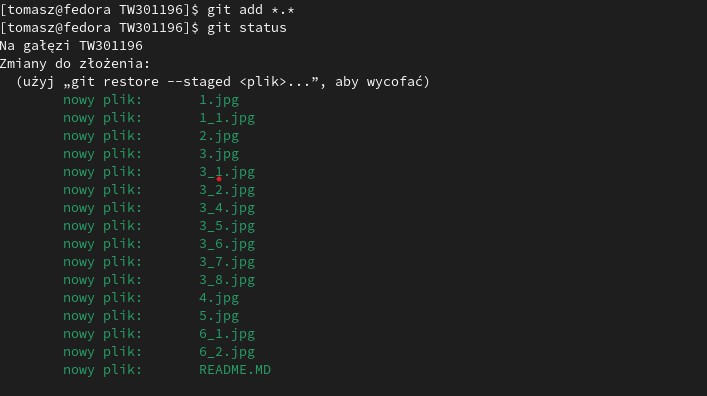 [tomasz@fedora TW301196]$ git add *.*
[tomasz@fedora TW301196]$ git status
Na gałęzi TW301196
Zmiany do złożenia:
  (użyj „git restore --staged <plik>...”, aby wycofać)
        nowy plik:       1.jpg
        nowy plik:       1_1.jpg
        nowy plik:       2.jpg
        nowy plik:       3.jpg
        nowy plik:       3_1.jpg
        nowy plik:       3_2.jpg
        nowy plik:       3_4.jpg
        nowy plik:       3_5.jpg
        nowy plik:       3_6.jpg
        nowy plik:       3_7.jpg
        nowy plik:       3_8.jpg
        nowy plik:       4.jpg
        nowy plik:       5.jpg
        nowy plik:       6_1.jpg
        nowy plik:       6_2.jpg
        nowy plik:       README.MD